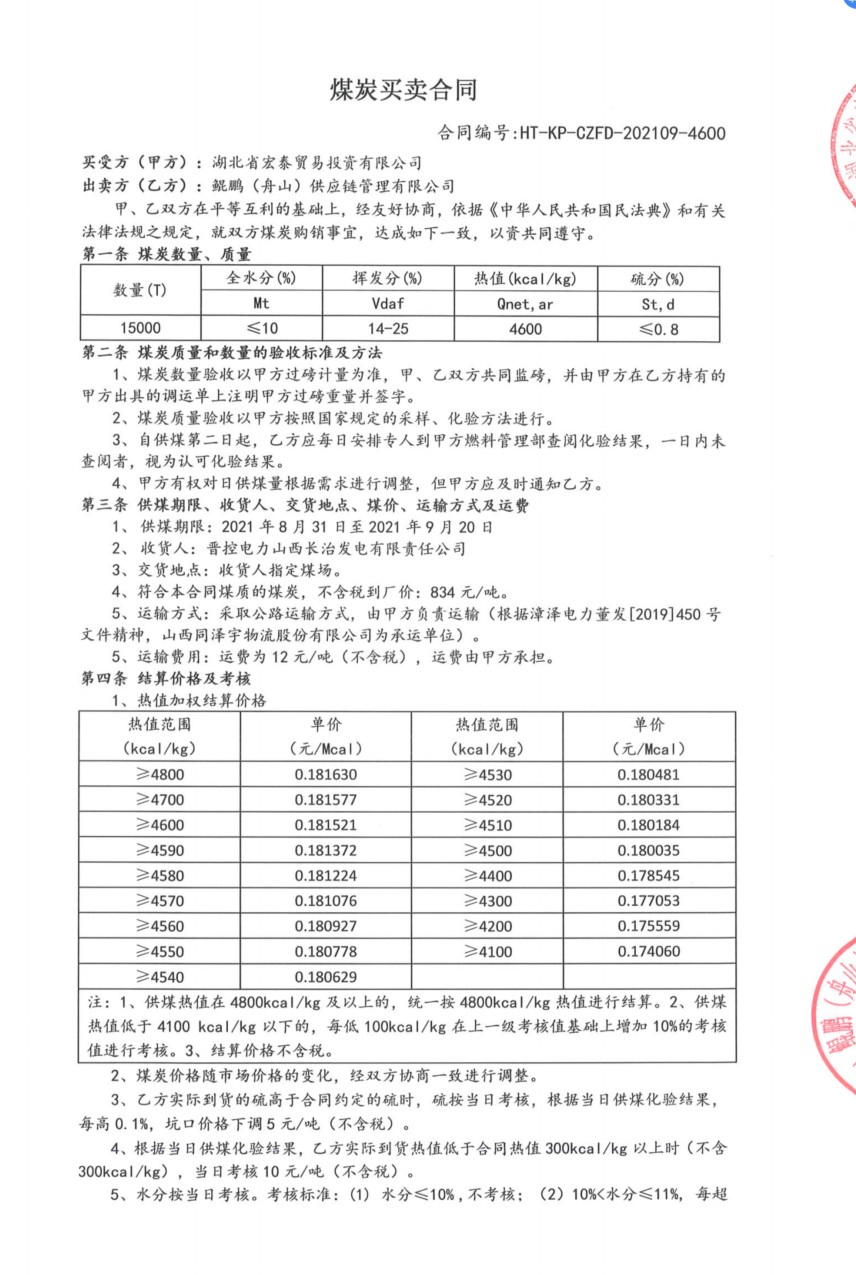 煤炭买卖合同
合同编号:HT-KP-CZFD-202109-4600
买受方（甲方）: 湖北省宏泰贸易投资有限公司
出卖方（乙方）: 鲲鹏（舟山）供应链管理有限公司
甲、乙双方在平等互利的基础上，经友好协商，依据《中华人民共和国民法典》和有关
法律法规之规定，就双方煤炭购销事宜，达成如下一致，以资共同遵守。
第一条 煤炭数量、质量
数量(T) 全水分(%) 挥发分(%) 热值(kcal/kg) 硫分(%)
Mt Vdaf Qnet,ar St,d
15000 ≤10 14-25 4600 ≤0.8
第二条 煤炭质量和数量的验收标准及方法
1、煤炭数量验收以甲方过磅计量为准，甲、乙双方共同监磅，并由甲方在乙方持有的
甲方出具的调运单上注明甲方过磅重量并签字。
2、煤炭质量验收以甲方按照国家规定的采样、化验方法进行。
3、自供煤第二日起，乙方应每日安排专人到甲方燃料管理部查阅化验结果，一日内未
查阅者，视为认可化验结果。
4、甲方有权对日供煤量根据需求进行调整，但甲方应及时通知乙方。
第三条 供煤期限、收货人、交货地点、煤价、运输方式及运费
1、 供煤期限: 2021 年 8 月 31 日至 2021 年 9 月 20 日
2、 收货人: 晋控电力山西长治发电有限责任公司
3、交货地点: 收货人指定煤场。
4、符合本合同煤质的煤炭，不含税到厂价: 834 元/吨。
5、运输方式: 采取公路运输方式，由甲方负责运输（根据漳泽电力董发[2019]450 号
文件精神，山西同泽宇物流股份有限公司为承运单位）。
5、运输费用: 运费为 12 元/吨（不含税），运费由甲方承担。
第四条 结算价格及考核
1、热值加权结算价格
热值范围 单价 热值范围 单价
(kcal/kg) (元/Mcal) (kcal/kg) (元/Mcal)
≥4800 0.181630 ≥4530 0.180481
≥4700 0.181577 ≥4520 0.180331
≥4600 0.181521 ≥4510 0.180184
≥4590 0.181372 ≥4500 0.180035
≥4580 0.181224 ≥4400 0.178545
≥4570 0.181076 ≥4300 0.177053
≥4560 0.180927 ≥4200 0.175559
≥4550 0.180778 ≥4100 0.174060
≥4540 0.180629
注: 1、供煤热值在 4800kcal/kg 及以上的，统一按 4800kcal/kg 热值进行结算。2、供煤
热值低于 4100 kcal/kg 以下的，每低 100kcal/kg 在上一级考核值基础上增加 10%的考核
值进行考核。3、结算价格不含税。
2、煤炭价格随市场价格的变化，经双方协商一致进行调整。
3、乙方实际到货的硫高于合同约定的硫时，硫按当日考核，根据当日供煤化验结果，
每高 0.1%，坑口价格下调 5 元/吨（不含税）。
4、根据当日供煤化验结果，乙方实际到货热值低于合同热值 300kcal/kg 以上时（不含
300kcal/kg），当日考核 10 元/吨（不含税）。
5、水分按当日考核。考核标准: (1) 水分≤10%,不考核; (2) 10%<水分≤11%，每超
鲲鹏（舟